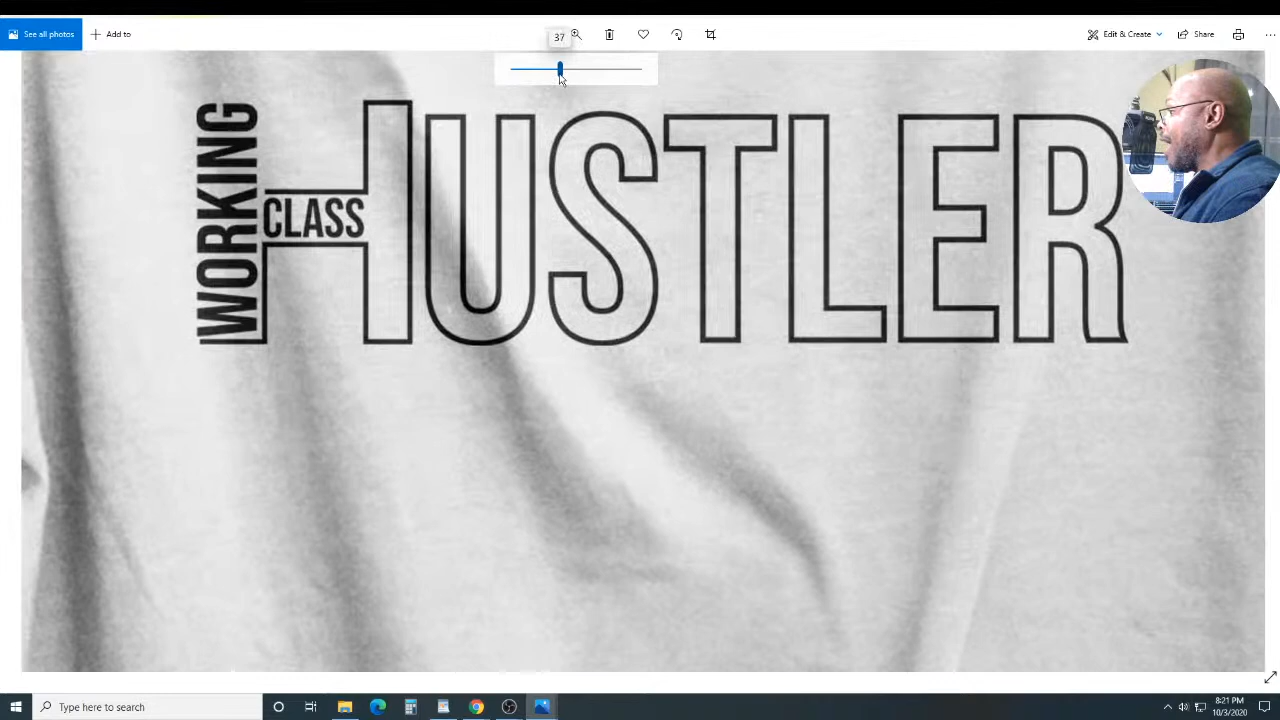 37
See all photos
Add to
Edit & Create
Share
WORKING
CLASS
HUSTLER
Type here to search
8:21 PM
10/3/2020